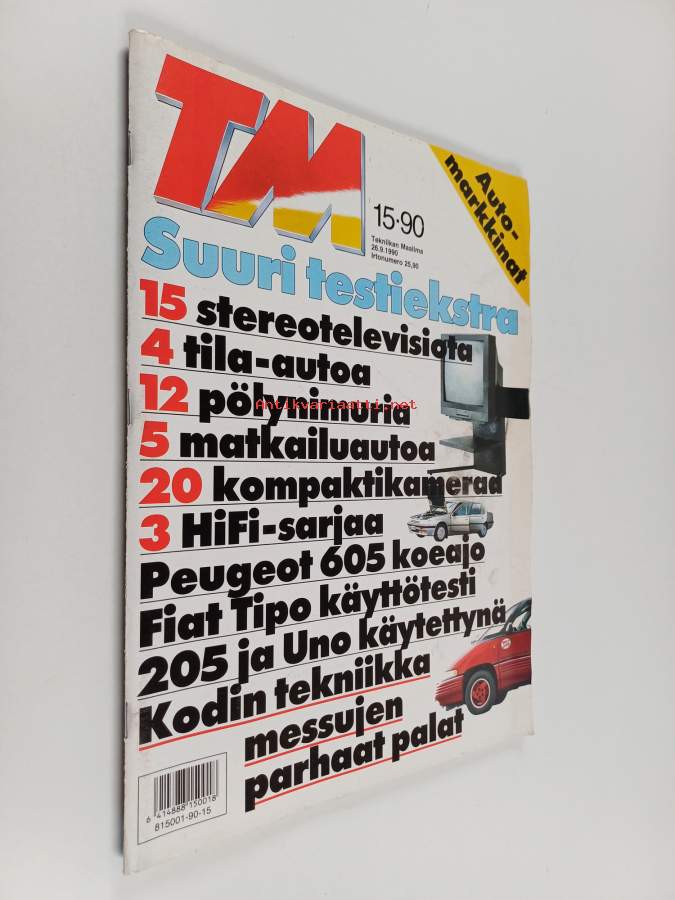 TM
Auto-
markkinat
15·90
Tekniikan Maailma
26.9.1990
Irtonumero 25,90
Suuri testiekstra
15 stereotelevisiota
4 tila-autoa
12 pölynimuria
Antikvariaatti.net
5 matkailuautoa
20 kompaktikameraa
3 HiFi-sarjaa
Peugeot 605 koeajo
Fiat Tipo käyttötesti
205 ja Uno käytettynä
Kodin tekniikka
messujen
parhaat palat
6 414888 150018
815001-90-15